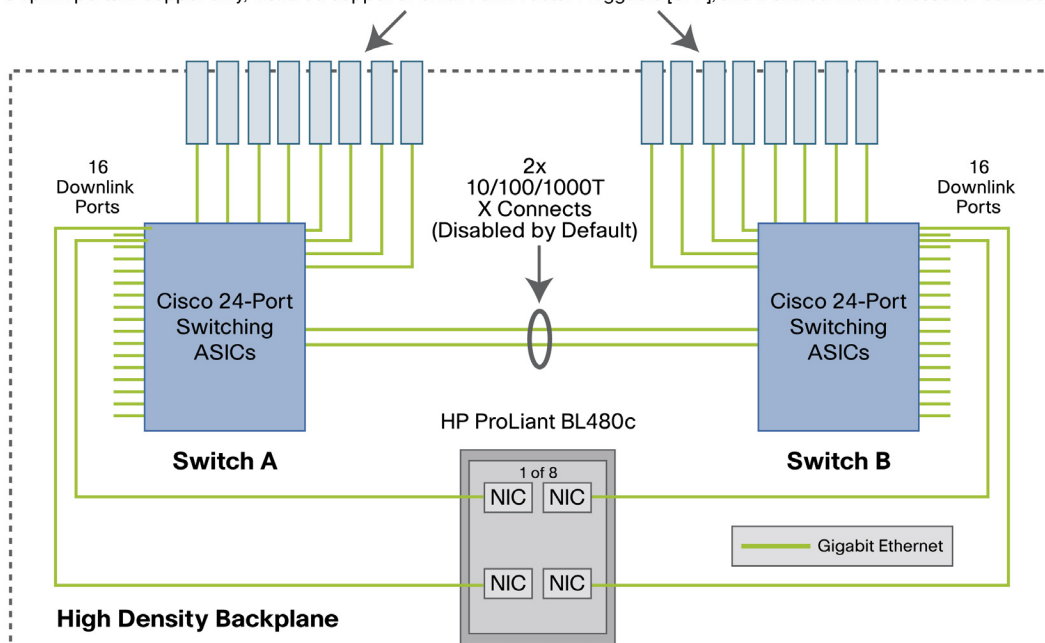 16
Downlink
Ports
2x
10/100/1000T
X Connects
(Disabled by Default)
16
Downlink
Ports
Cisco 24-Port
Switching
ASICs
Cisco 24-Port
Switching
ASICs
Switch A
HP ProLiant BL480c
Switch B
1 of 8
NIC NIC
Gigabit Ethernet
NIC NIC
High Density Backplane